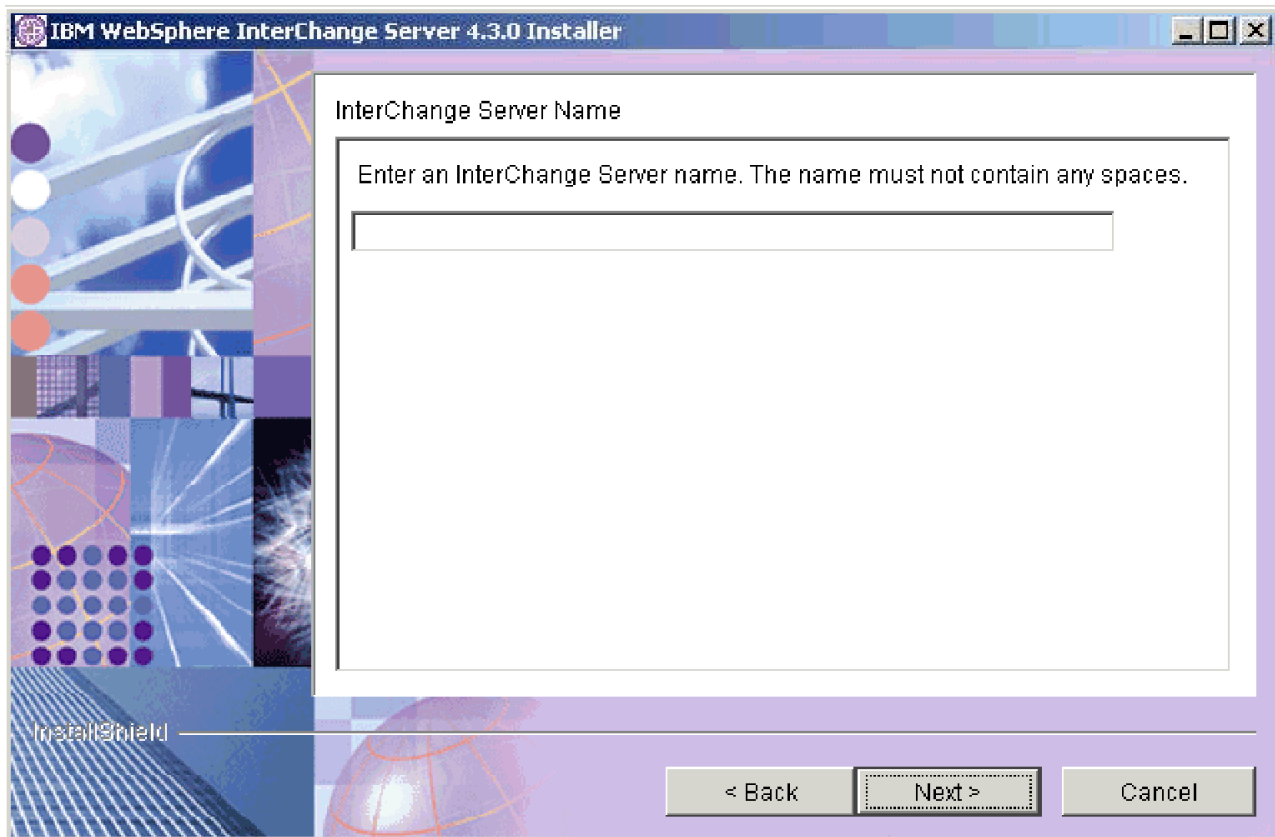 IBM WebSphere InterChange Server 4.3.0 Installer
InterChange Server Name
Enter an InterChange Server name. The name must not contain any spaces.
InstallShield
< Back
Next >
Cancel